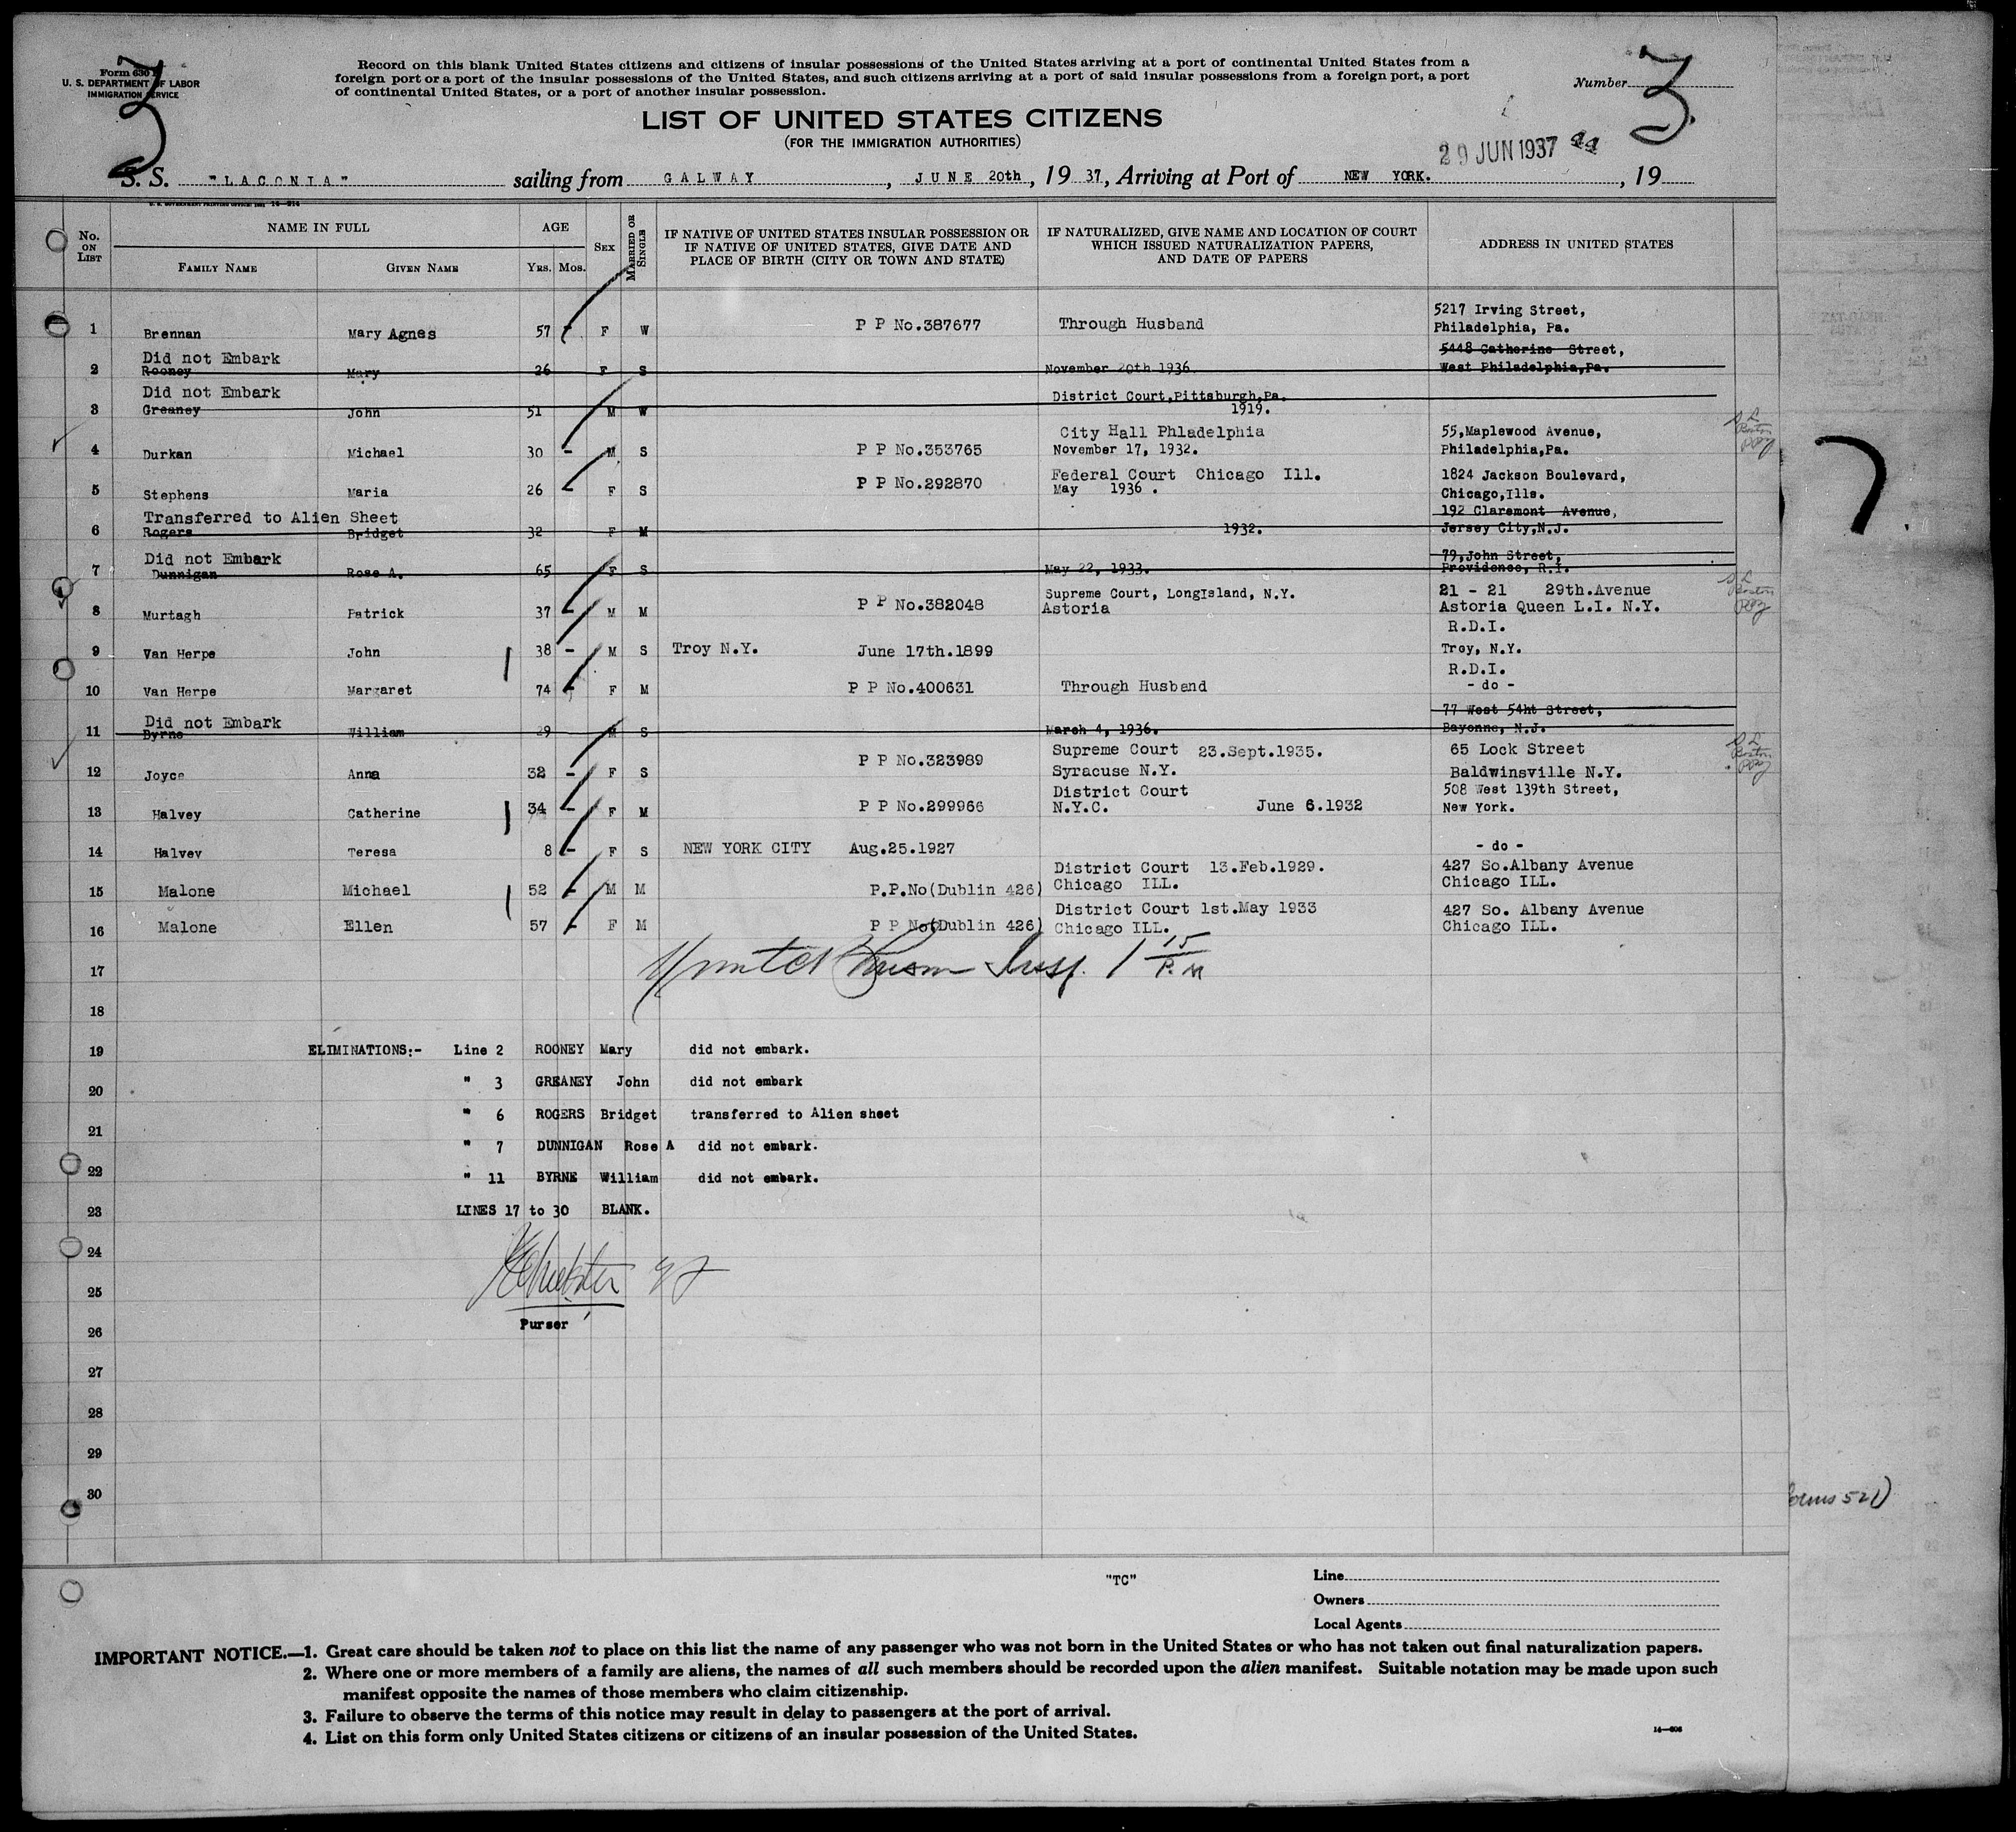 3
3.
Form 630
U. S. DEPARTMENT OF LABOR
IMMIGRATION SERVICE
Record on this blank United States citizens and citizens of insular possessions of the United States arriving at a port of continental United States from a
foreign port or a port of the insular possessions of the United States, and such citizens arriving at a port of said insular possessions from a foreign port, a port
of continental United States, or a port of another insular possession.
Number
LIST OF UNITED STATES CITIZENS
(FOR THE IMMIGRATION AUTHORITIES)
29 JUN 1937
S. S. "LACONIA" sailing from GALWAY, JUNE 20th, 19 37, Arriving at Port of NEW YORK., 19
No. ON LIST
NAME IN FULL
FAMILY NAME
GIVEN NAME
AGE
YRS. MOS.
SEX
MARRIED OR SINGLE
IF NATIVE OF UNITED STATES INSULAR POSSESSION OR
IF NATIVE OF UNITED STATES, GIVE DATE AND
PLACE OF BIRTH (CITY OR TOWN AND STATE)
IF NATURALIZED, GIVE NAME AND LOCATION OF COURT
WHICH ISSUED NATURALIZATION PAPERS,
AND DATE OF PAPERS
ADDRESS IN UNITED STATES
5217 Irving Street,
1 Brennan Mary Agnes 57 - F W P P No.387677 Through Husband Philadelphia, Pa.
Did not Embark 5448 Catherine Street,
2 Rooney Mary 26 F S November 20th 1936 West Philadelphia,Pa.
Did not Embark District Court,Pittsburgh,Pa.
3 Greaney John 51 M W 1919.
City Hall Phladelphia 55,Maplewood Avenue,
4 Durkan Michael 30 - M S P P No.353765 November 17, 1932. Philadelphia,Pa.
Federal Court Chicago Ill. 1824 Jackson Boulevard,
5 Stephens Maria 26 - F S P P No.292870 May 1936 . Chicago,Ills.
Transferred to Alien Sheet 192 Claremont Avenue,
6 Rogers Bridget 32 F M 1932. Jersey City,N.J.
Did not Embark 79,John Street,
7 Dunnigan Rose A. 65 F S May 22, 1933. Providence, R.I.
Supreme Court, LongIsland, N.Y. 21 - 21 29th.Avenue
8 Murtagh Patrick 37 - M M P P No.382048 Astoria Astoria Queen L.I. N.Y.
R.D.I.
9 Van Herpe John 38 - M S Troy N.Y. June 17th.1899 Troy, N.Y.
R.D.I.
10 Van Herpe Margaret 74 - F M P P No.400631 Through Husband - do -
Did not Embark 77 West 54ht Street,
11 Byrne William 29 M S March 4, 1936. Bayonne, N.J.
Supreme Court 23.Sept.1935. 65 Lock Street
12 Joyce Anna 32 - F S P P No.323989 Syracuse N.Y. Baldwinsville N.Y.
District Court 508 West 139th Street,
13 Halvey Catherine 34 - F M P P No.299966 N.Y.C. June 6.1932 New York.
14 Halvey Teresa 8 - F S NEW YORK CITY Aug.25.1927 - do -
District Court 13.Feb.1929. 427 So.Albany Avenue
15 Malone Michael 52 - M M P.P.No(Dublin 426) Chicago ILL. Chicago ILL.
District Court 1st.May 1933 427 So. Albany Avenue
16 Malone Ellen 57 - F M P P No(Dublin 426) Chicago ILL. Chicago ILL.
17 Insp. 1 15 P.M
18
19 ELIMINATIONS:- Line 2 ROONEY Mary did not embark.
20 " 3 GREANEY John did not embark
21 " 6 ROGERS Bridget transferred to Alien sheet
" 7 DUNNIGAN Rose A did not embark.
22 " 11 BYRNE William did not embark.
23 LINES 17 to 30 BLANK.
24
25
Purser
26
27
28
29
30
521)
"TC"
Line
Owners
Local Agents
IMPORTANT NOTICE.—1. Great care should be taken not to place on this list the name of any passenger who was not born in the United States or who has not taken out final naturalization papers.
2. Where one or more members of a family are aliens, the names of all such members should be recorded upon the alien manifest. Suitable notation may be made upon such
manifest opposite the names of those members who claim citizenship.
3. Failure to observe the terms of this notice may result in delay to passengers at the port of arrival.
4. List on this form only United States citizens or citizens of an insular possession of the United States.